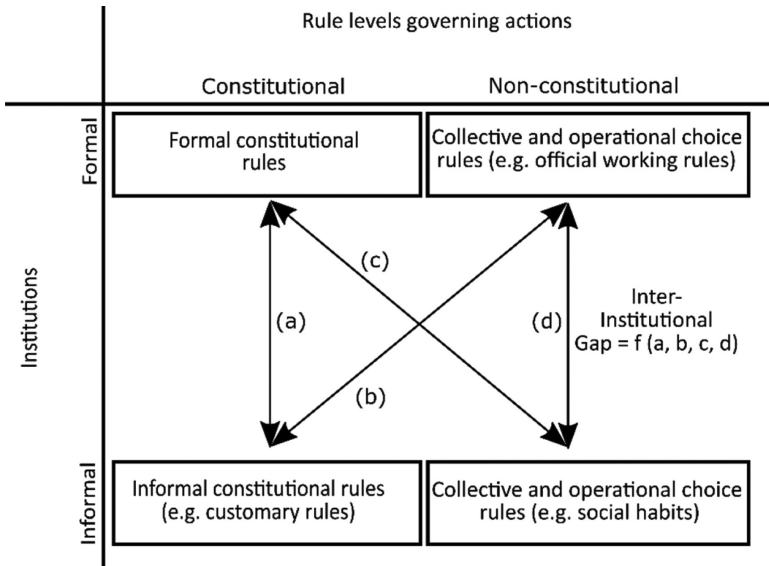 Rule levels governing actions
Constitutional
Non-constitutional
Formal
Formal constitutional
rules
Collective and operational choice
rules (e.g. official working rules)
Institutions
(a)
(b)
(c)
(d)
Inter-
Institutional
Gap = f (a, b, c, d)
Informal
Informal constitutional rules
(e.g. customary rules)
Collective and operational choice
rules (e.g. social habits)